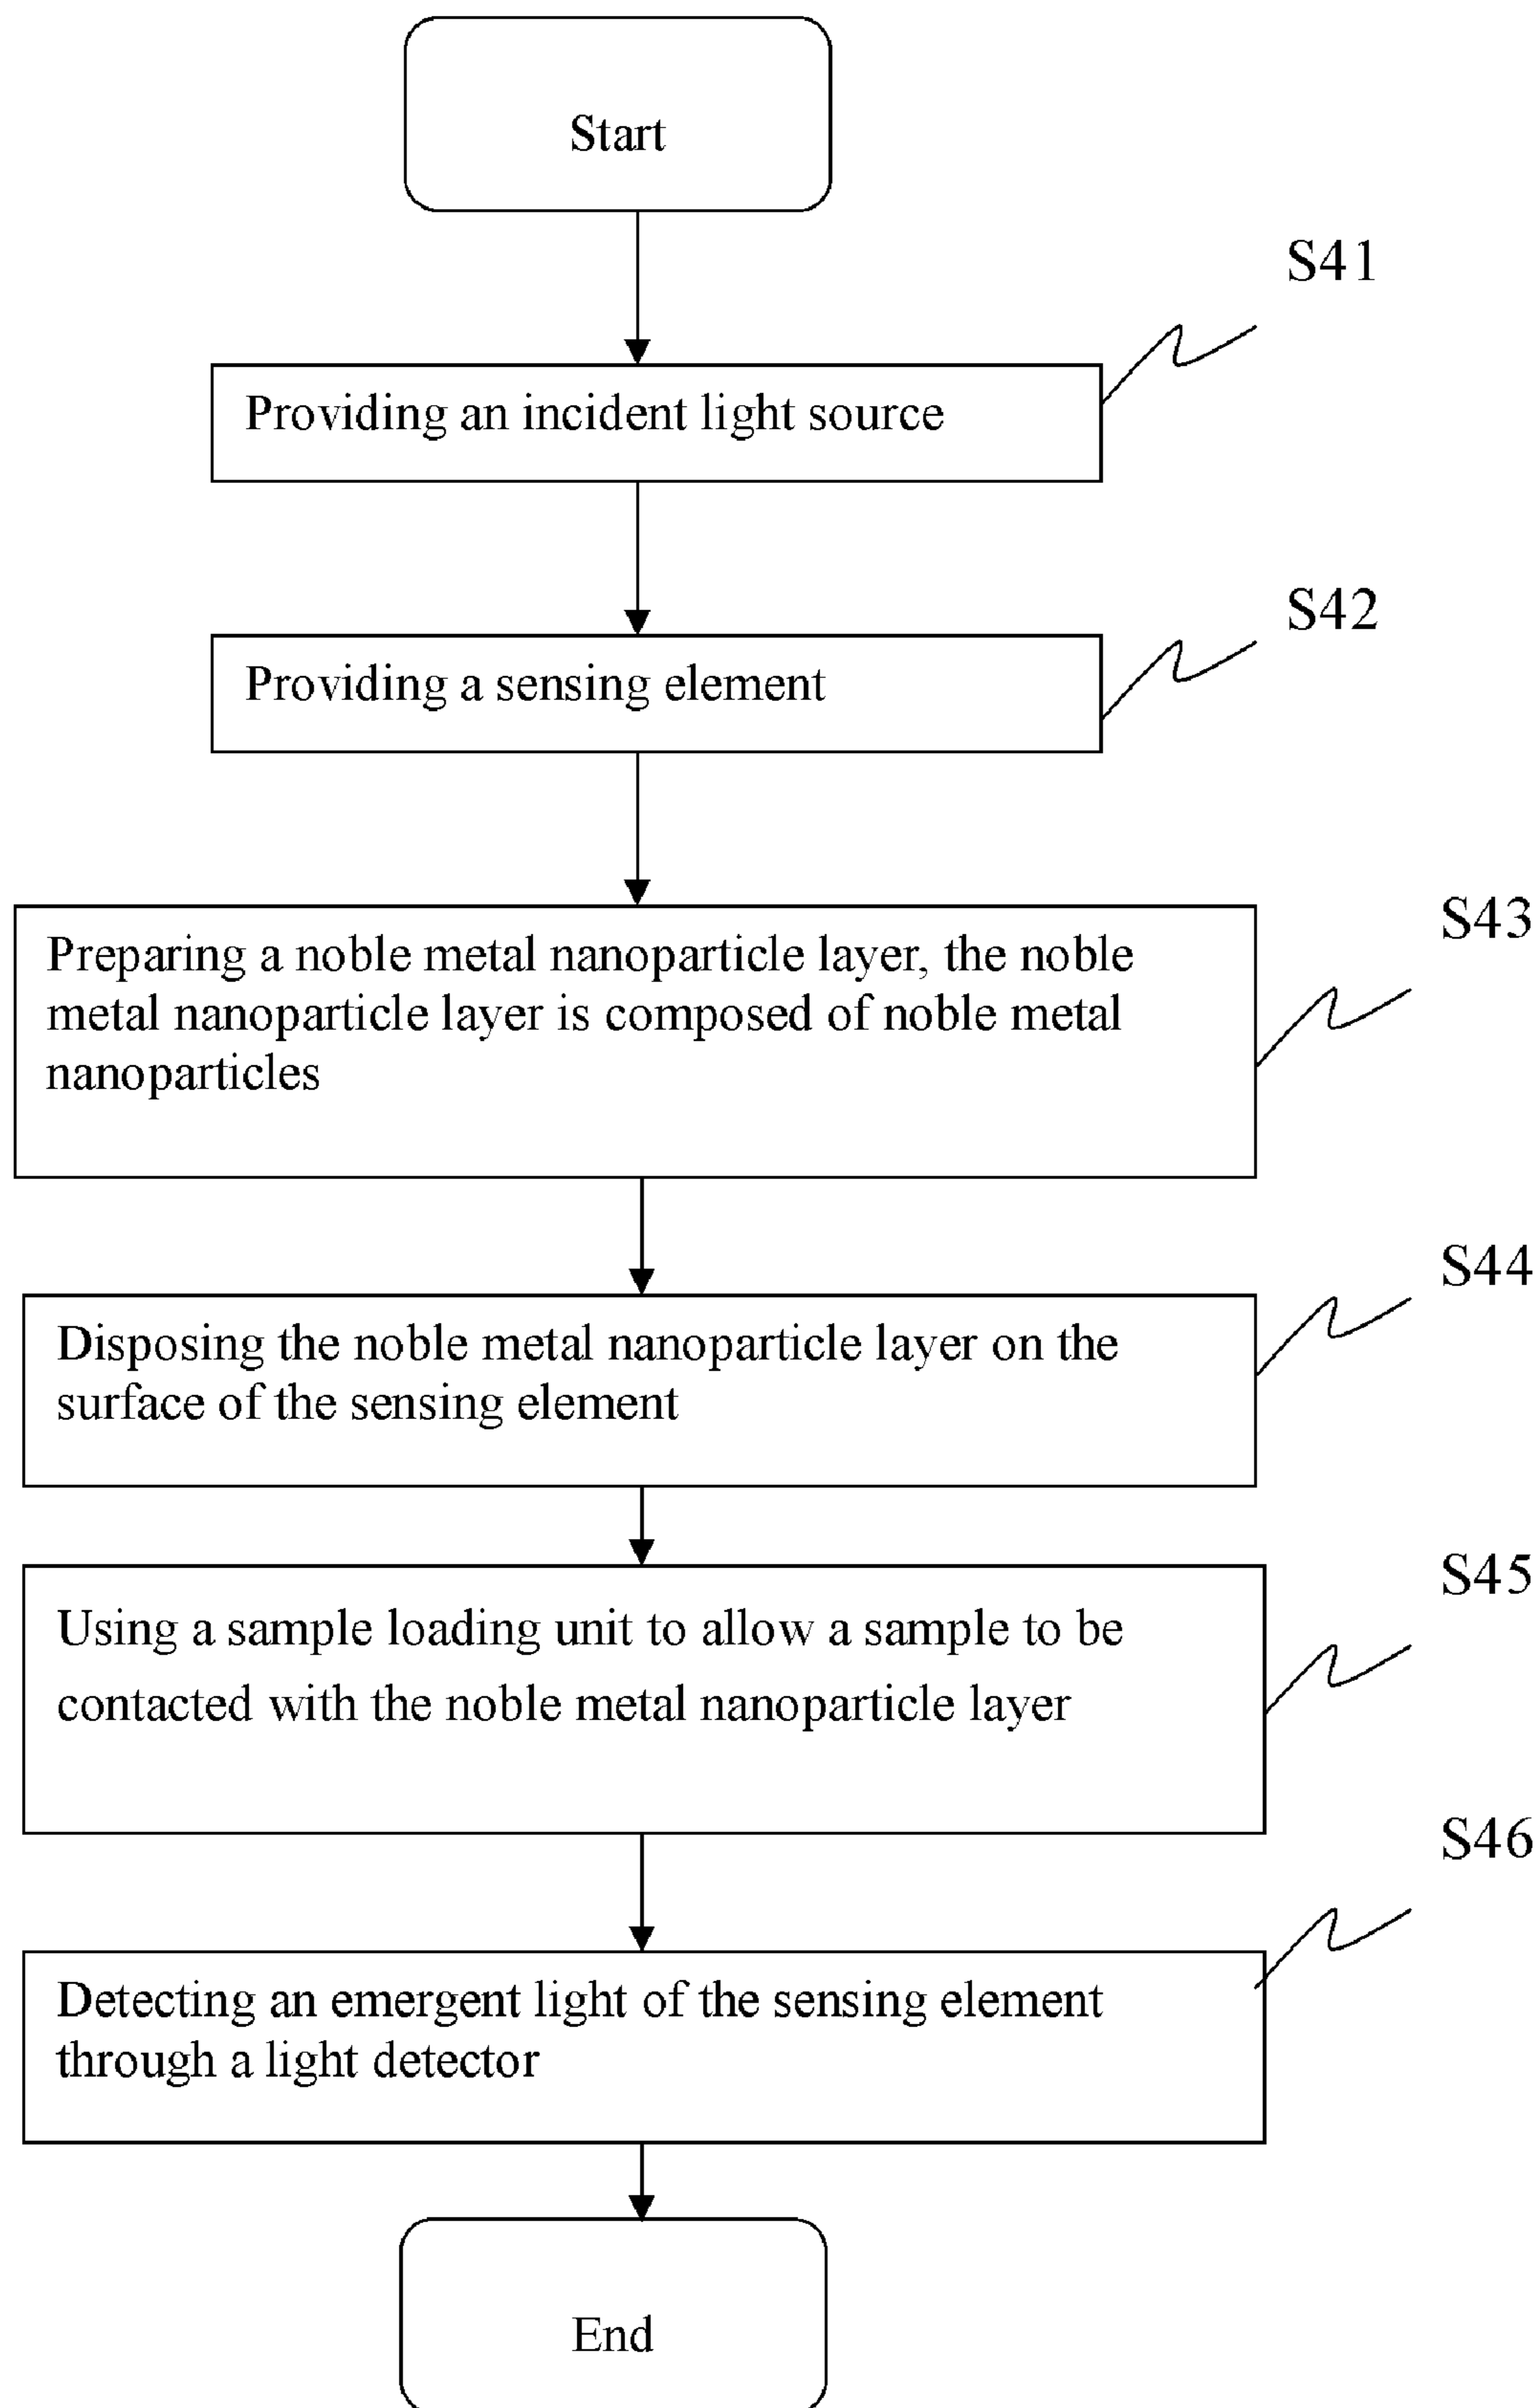 Start
S41
Providing an incident light source
S42
Providing a sensing element
S43
Preparing a noble metal nanoparticle layer, the noble
metal nanoparticle layer is composed of noble metal
nanoparticles
S44
Disposing the noble metal nanoparticle layer on the
surface of the sensing element
S45
Using a sample loading unit to allow a sample to be
contacted with the noble metal nanoparticle layer
S46
Detecting an emergent light of the sensing element
through a light detector
End